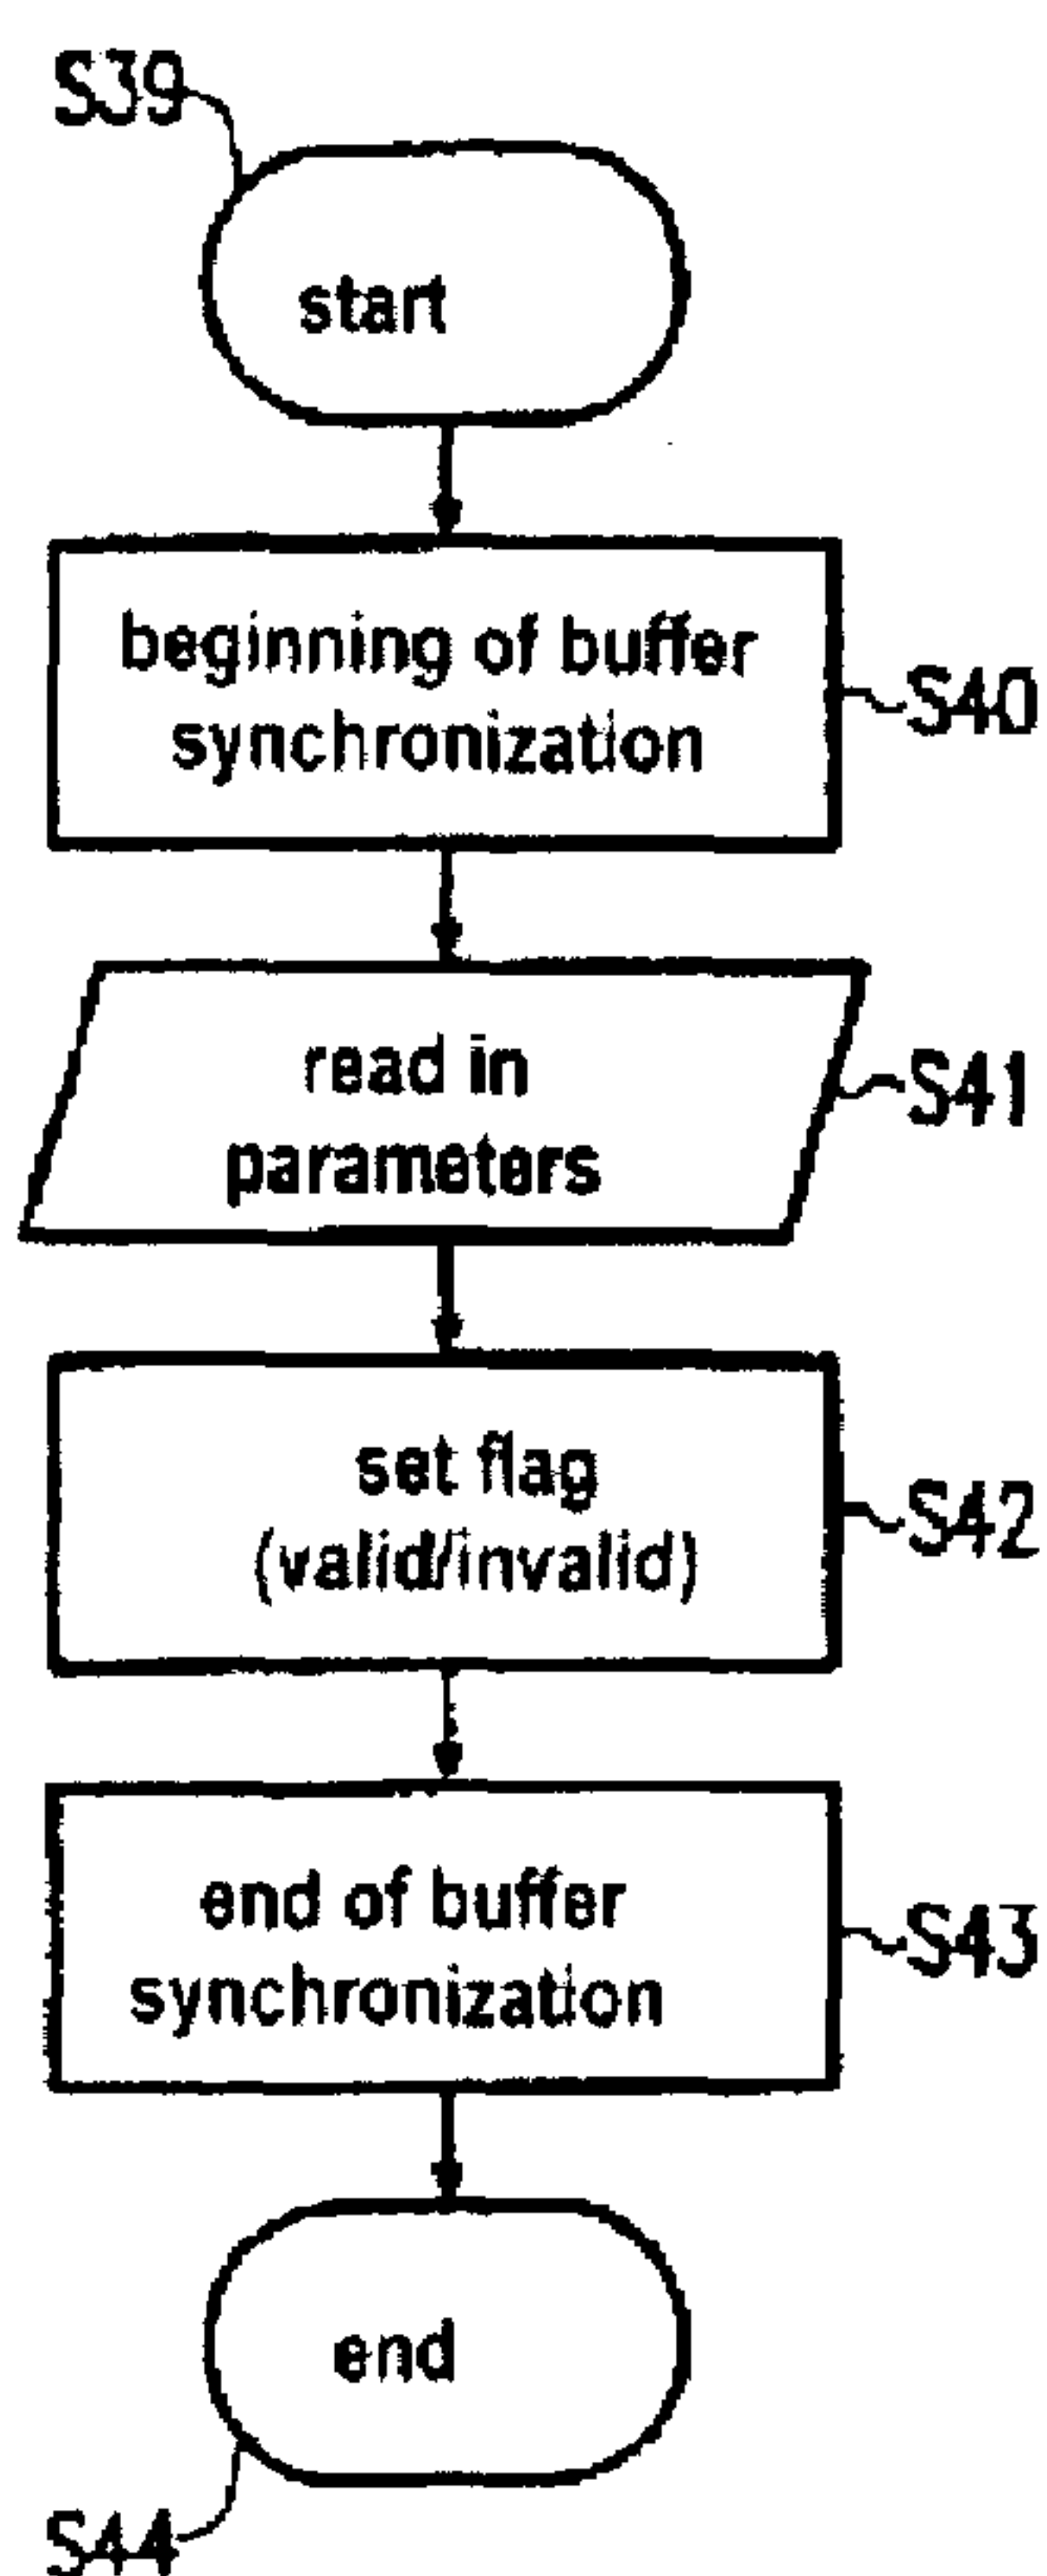 S39
start
beginning of buffer
synchronization
S40
read in
parameters
S41
set flag
(valid/invalid)
S42
end of buffer
synchronization
S43
end
S44